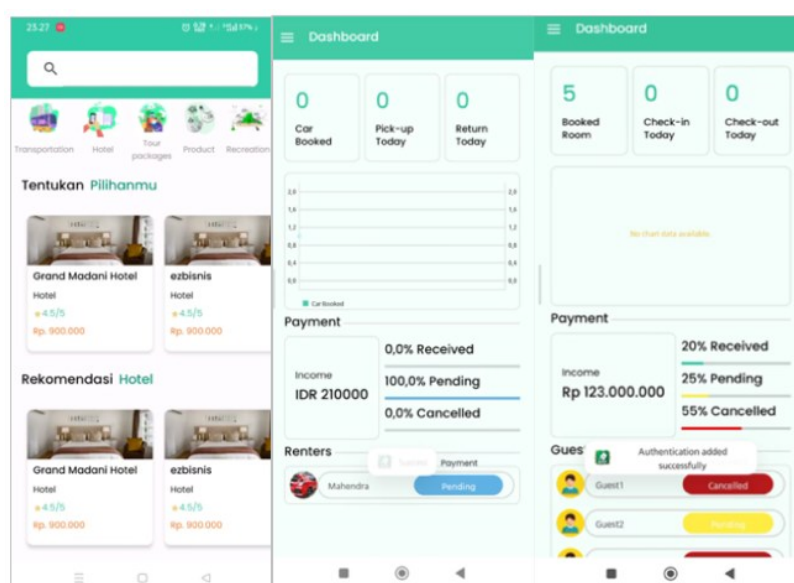 23.27
Transportation
Hotel
Tour
packages
Product
Recreation
Tentukan Pilihanmu
Grand Madani Hotel
Hotel
4.5/5
Rp. 900.000
ezbisnis
Hotel
4.5/5
Rp. 900.000
Rekomendasi Hotel
Grand Madani Hotel
Hotel
4.5/5
Rp. 900.000
ezbisnis
Hotel
4.5/5
Rp. 900.000
Dashboard
0
Car
Booked
0
Pick-up
Today
0
Return
Today
2,0 2,0
1,6 1,6
1,2 1,2
0,8 0,8
0,4 0,4
0,0 0,0
Car Booked
Payment
Income
IDR 210000
0,0% Received
100,0% Pending
0,0% Cancelled
Renters
Payment
Mahendra
Pending
Dashboard
5
Booked
Room
0
Check-in
Today
0
Check-out
Today
No chart data available.
Payment
Income
Rp 123.000.000
20% Received
25% Pending
55% Cancelled
Authentication added
successfully
Guest1
Cancelled
Guest2
Pending